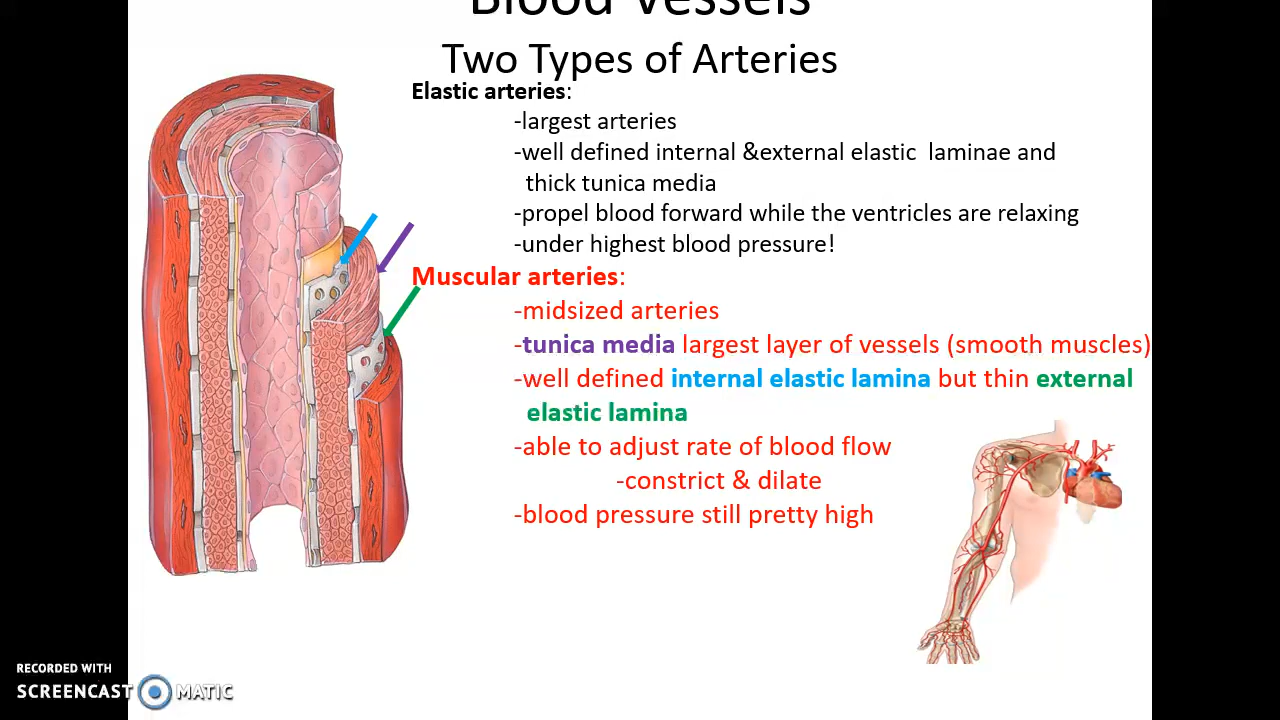 Blood Vessels
Two Types of Arteries
Elastic arteries:
-largest arteries
-well defined internal &external elastic laminae and
thick tunica media
-propel blood forward while the ventricles are relaxing
-under highest blood pressure!
Muscular arteries:
-midsized arteries
-tunica media largest layer of vessels (smooth muscles)
-well defined internal elastic lamina but thin external
elastic lamina
-able to adjust rate of blood flow
-constrict & dilate
-blood pressure still pretty high
RECORDED WITH
SCREENCAST MATIC